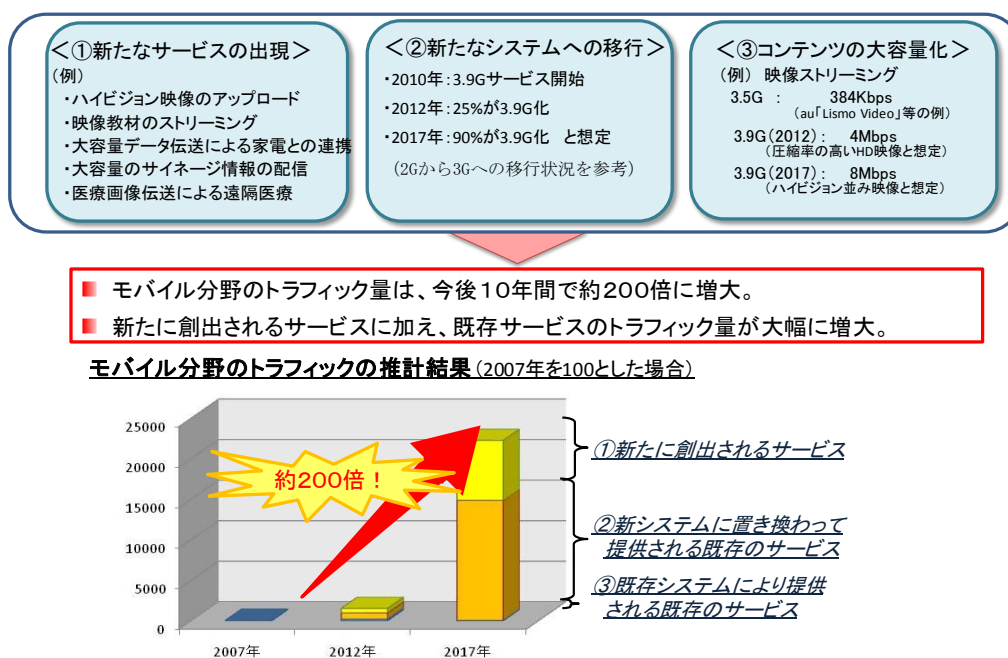 ＜①新たなサービスの出現＞
（例）
・ハイビジョン映像のアップロード
・映像教材のストリーミング
・大容量データ伝送による家電との連携
・大容量のサイネージ情報の配信
・医療画像伝送による遠隔医療
＜②新たなシステムへの移行＞
・2010年：3.9Gサービス開始
・2012年：25%が3.9G化
・2017年：90%が3.9G化　と想定
（2Gから3Gへの移行状況を参考）
＜③コンテンツの大容量化＞
（例）　映像ストリーミング
3.5G　：　384Kbps
（au「Lismo Video」等の例）
3.9G（2012）：　4Mbps
（圧縮率の高いHD映像と想定）
3.9G（2017）：　8Mbps
（ハイビジョン並み映像と想定）
モバイル分野のトラフィック量は、今後１０年間で約２００倍に増大。
新たに創出されるサービスに加え、既存サービスのトラフィック量が大幅に増大。
モバイル分野のトラフィックの推計結果（2007年を100とした場合）
25000
20000
15000
10000
5000
0
約２００倍！
2007年
2012年
2017年
①新たに創出されるサービス
②新システムに置き換わって
提供される既存のサービス
③既存システムにより提供
される既存のサービス